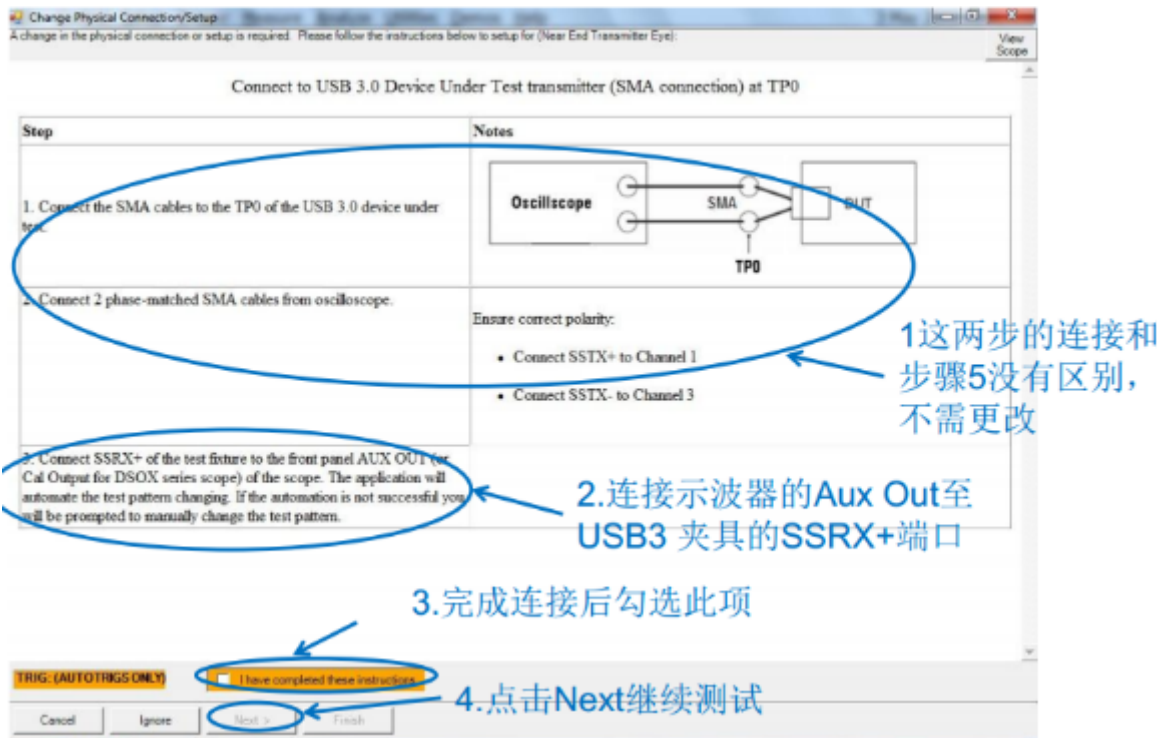 Change Physical Connection/Setup
A change in the physical connection or setup is required. Please follow the instructions below to setup for (Near End Transmitter Eye):
View
Scope
Connect to USB 3.0 Device Under Test transmitter (SMA connection) at TP0
Step
Notes
1. Connect the SMA cables to the TP0 of the USB 3.0 device under
test.
Oscillscope
SMA
DUT
TP0
2. Connect 2 phase-matched SMA cables from oscilloscope.
Ensure correct polarity:
• Connect SSTX+ to Channel 1
• Connect SSTX- to Channel 3
1这两步的连接和
步骤5没有区别，
不需更改
3. Connect SSRX+ of the test fixture to the front panel AUX OUT (or
Cal Output for DSOX series scope) of the scope. The application will
automate the test pattern changing. If the automation is not successful you
will be prompted to manually change the test pattern.
2.连接示波器的Aux Out至
USB3 夹具的SSRX+端口
3.完成连接后勾选此项
TRIG: (AUTOTRIGS ONLY)
I have completed these instructions
4.点击Next继续测试
Cancel
Ignore
Next >
Finish